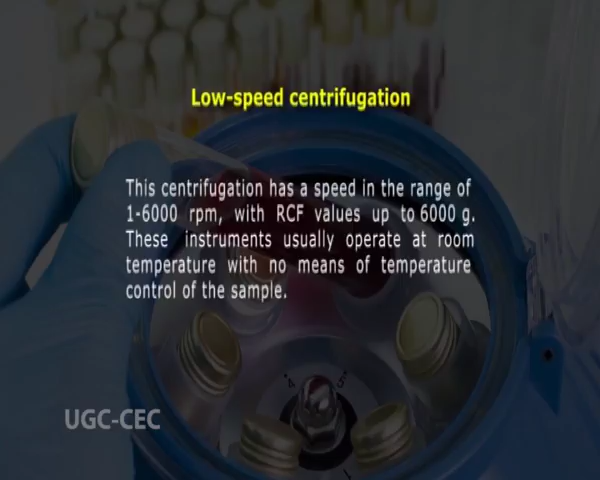 Low-speed centrifugation
This centrifugation has a speed in the range of
1-6000 rpm, with RCF values up to 6000 g.
These instruments usually operate at room
temperature with no means of temperature
control of the sample.
UGC-CEC